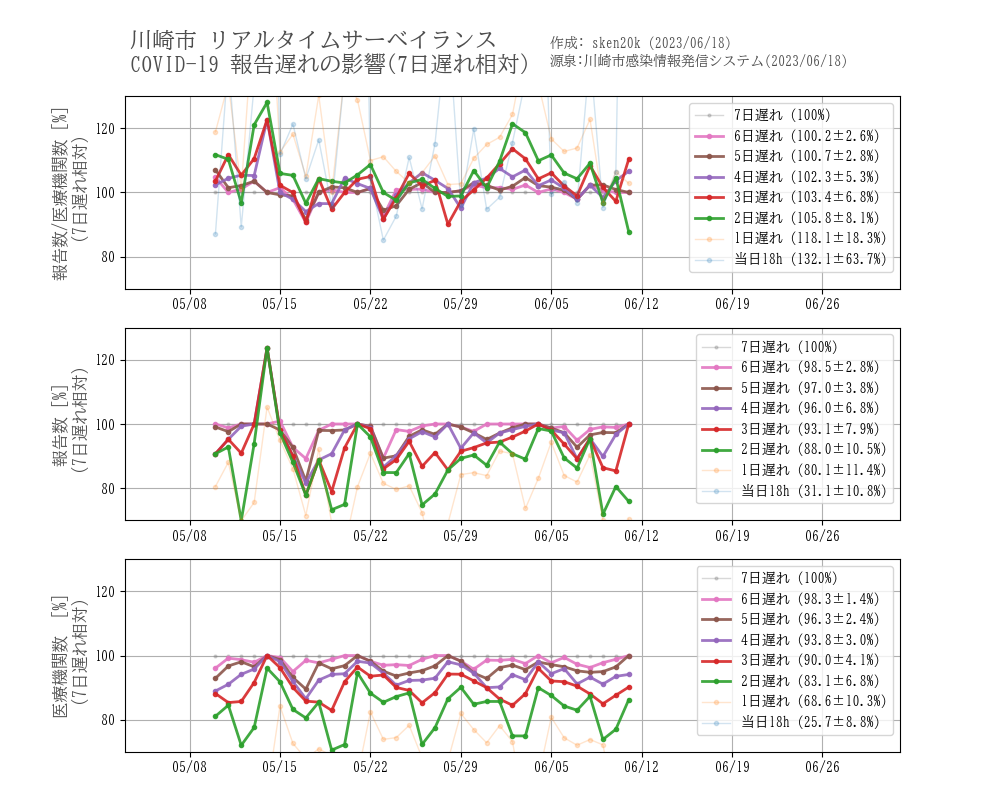 川崎市 リアルタイムサーベイランス
COVID-19 報告遅れの影響(7日遅れ相対)
作成: sken20k (2023/06/18)
源泉:川崎市感染情報発信システム(2023/06/18)
報告数/医療機関数 [%]
(7日遅れ相対)
120
100
80
7日遅れ (100%)
6日遅れ (100.2±2.6%)
5日遅れ (100.7±2.8%)
4日遅れ (102.3±5.3%)
3日遅れ (103.4±6.8%)
2日遅れ (105.8±8.1%)
1日遅れ (118.1±18.3%)
当日18h (132.1±63.7%)
05/08 05/15 05/22 05/29 06/05 06/12 06/19 06/26
報告数 [%]
(7日遅れ相対)
120
100
80
7日遅れ (100%)
6日遅れ (98.5±2.8%)
5日遅れ (97.0±3.8%)
4日遅れ (96.0±6.8%)
3日遅れ (93.1±7.9%)
2日遅れ (88.0±10.5%)
1日遅れ (80.1±11.4%)
当日18h (31.1±10.8%)
05/08 05/15 05/22 05/29 06/05 06/12 06/19 06/26
医療機関数 [%]
(7日遅れ相対)
120
100
80
7日遅れ (100%)
6日遅れ (98.3±1.4%)
5日遅れ (96.3±2.4%)
4日遅れ (93.8±3.0%)
3日遅れ (90.0±4.1%)
2日遅れ (83.1±6.8%)
1日遅れ (68.6±10.3%)
当日18h (25.7±8.8%)
05/08 05/15 05/22 05/29 06/05 06/12 06/19 06/26